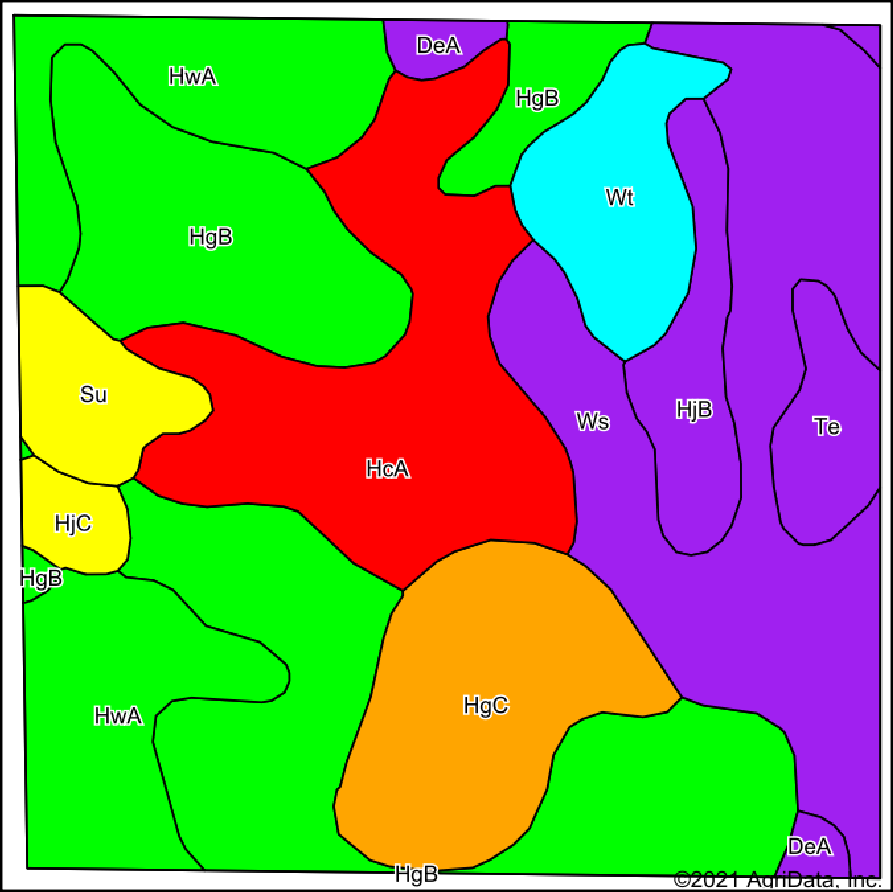 DeA
HwA
HgB
Wt
HgB
Su
HjB
Ws
Te
HcA
HjC
HgB
HgC
HwA
DeA
HgB
©2021 AgriData, Inc.